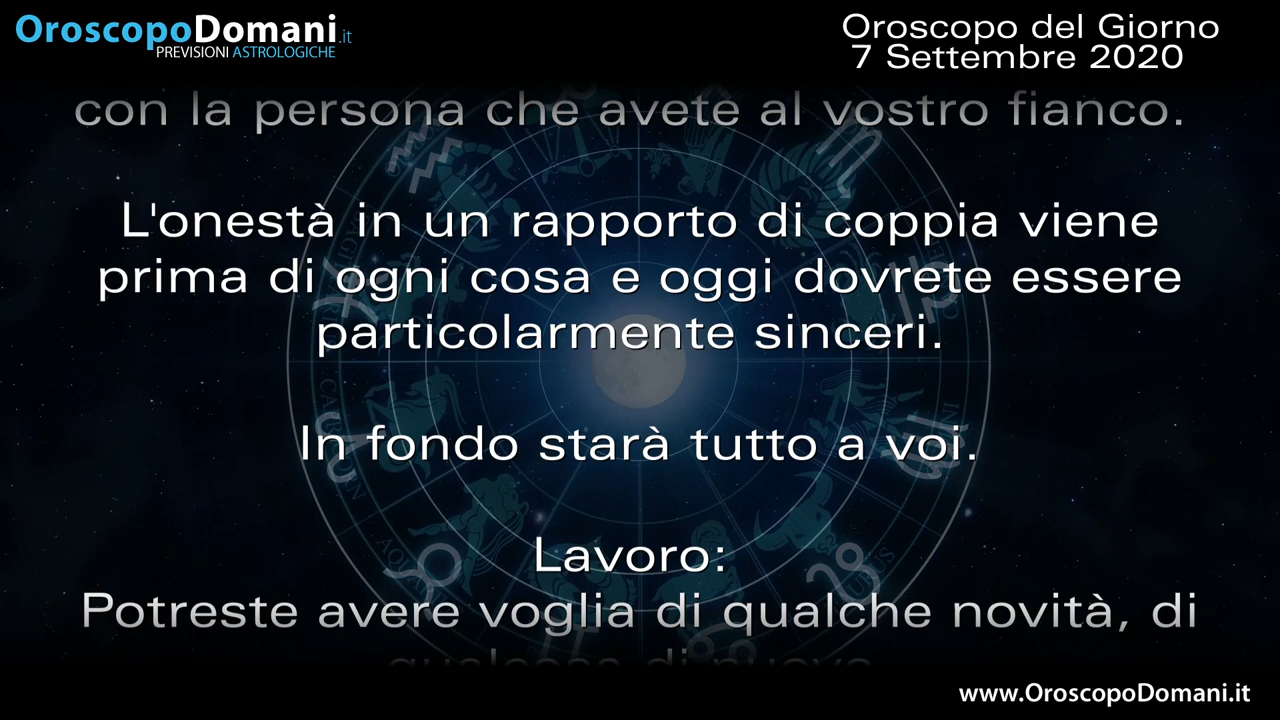 OroscopoDomani.it
PREVISIONI ASTROLOGICHE
Oroscopo del Giorno
7 Settembre 2020
con la persona che avete al vostro fianco.
L'onestà in un rapporto di coppia viene
prima di ogni cosa e oggi dovrete essere
particolarmente sinceri.
In fondo starà tutto a voi.
Lavoro:
Potreste avere voglia di qualche novità, di
qualcosa di nuovo
www.OroscopoDomani.it